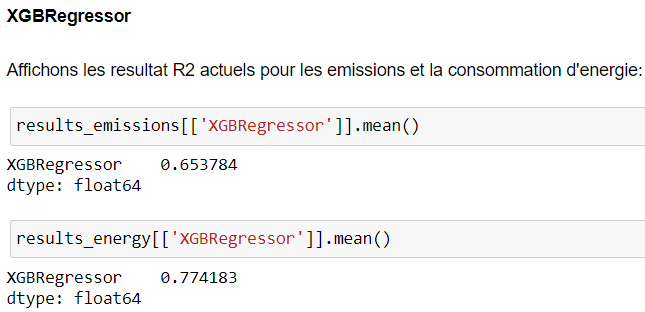 XGBRegressor
Affichons les resultat R2 actuels pour les emissions et la consommation d'energie:
results_emissions[['XGBRegressor']].mean()
XGBRegressor    0.653784
dtype: float64
results_energy[['XGBRegressor']].mean()
XGBRegressor    0.774183
dtype: float64